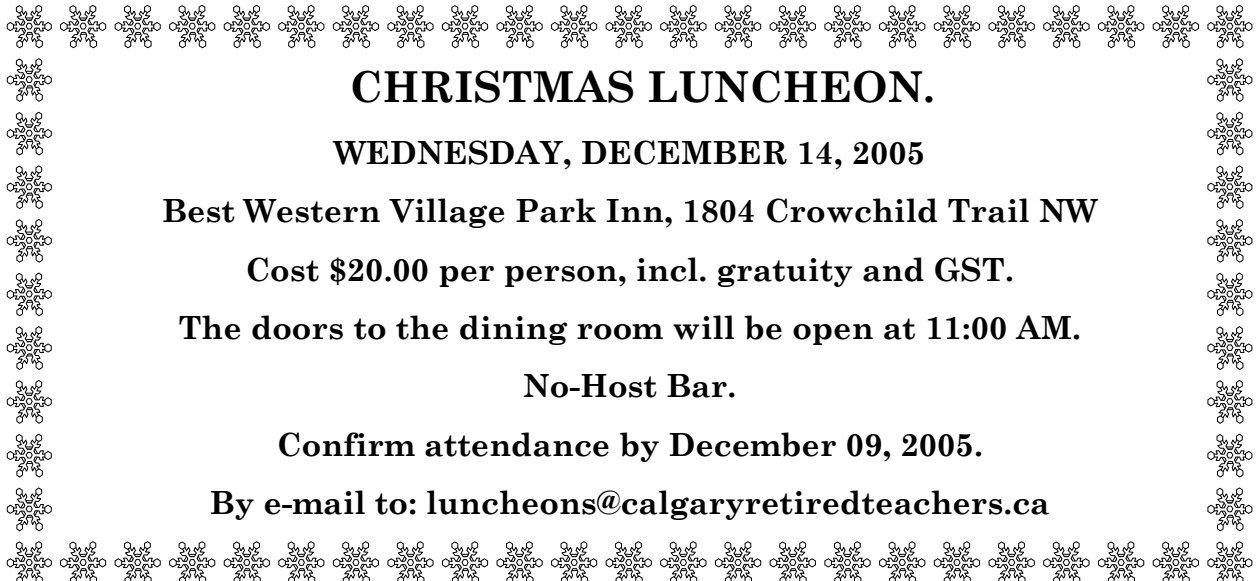 CHRISTMAS LUNCHEON.
WEDNESDAY, DECEMBER 14, 2005
Best Western Village Park Inn, 1804 Crowchild Trail NW
Cost $20.00 per person, incl. gratuity and GST.
The doors to the dining room will be open at 11:00 AM.
No-Host Bar.
Confirm attendance by December 09, 2005.
By e-mail to: luncheons@calgaryretiredteachers.ca